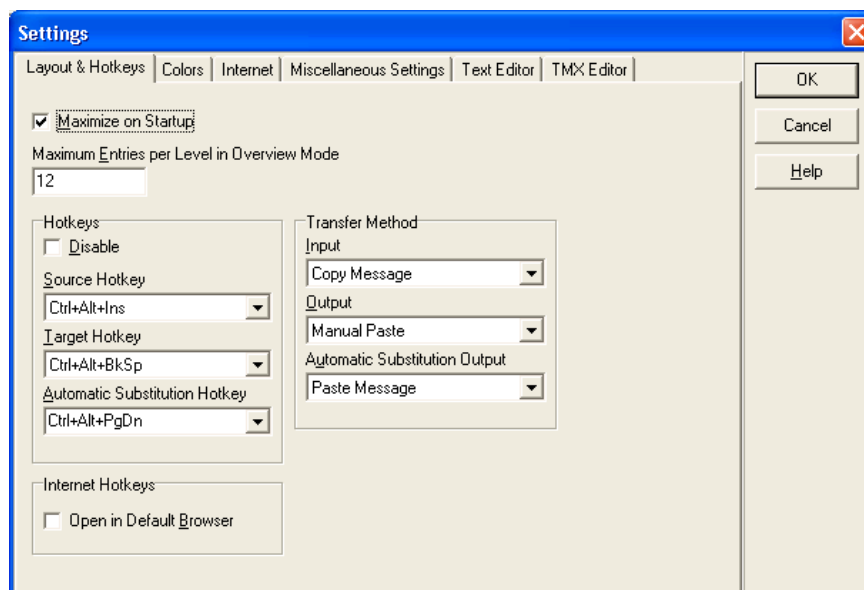 Settings
Layout & Hotkeys
Colors
Internet
Miscellaneous Settings
Text Editor
TMX Editor
OK
Cancel
Help
Maximize on Startup
Maximum Entries per Level in Overview Mode
12
Hotkeys
Disable
Source Hotkey
Ctrl+Alt+Ins
Target Hotkey
Ctrl+Alt+BkSp
Automatic Substitution Hotkey
Ctrl+Alt+PgDn
Transfer Method
Input
Copy Message
Output
Manual Paste
Automatic Substitution Output
Paste Message
Internet Hotkeys
Open in Default Browser